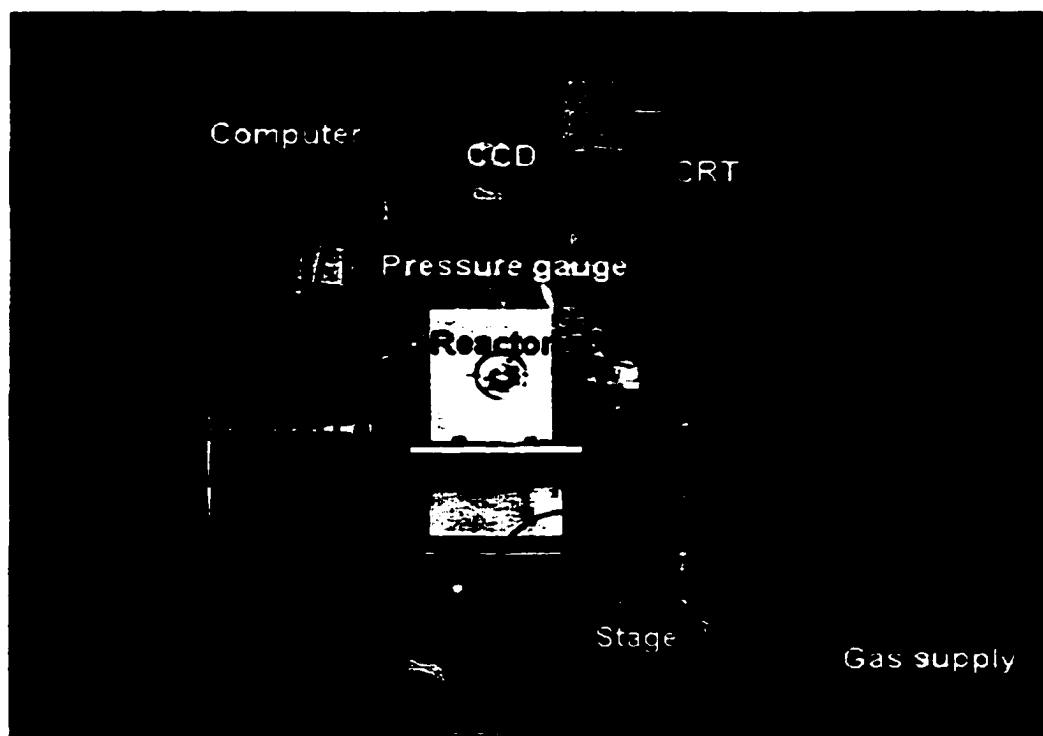 Computer
CCD
CRT
Pressure gauge
Reactor
Stage
Gas supply